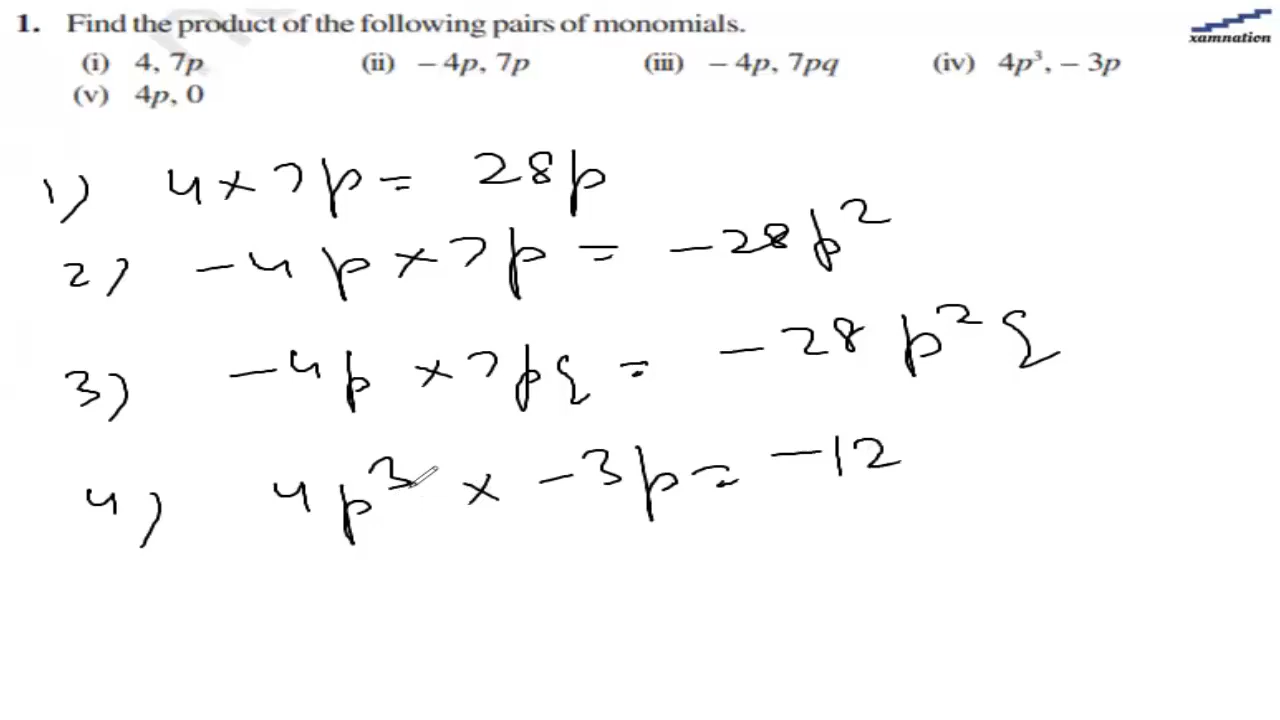 1. Find the product of the following pairs of monomials.
xamnation
(i) 4, 7p (ii) – 4p, 7p (iii) – 4p, 7pq (iv) 4p³, – 3p
(v) 4p, 0
1) 4 × 7p = 28p
2) -4p × 7p = -28p²
3) -4p × 7pq = -28p²q
4) 4p³ × -3p = -12